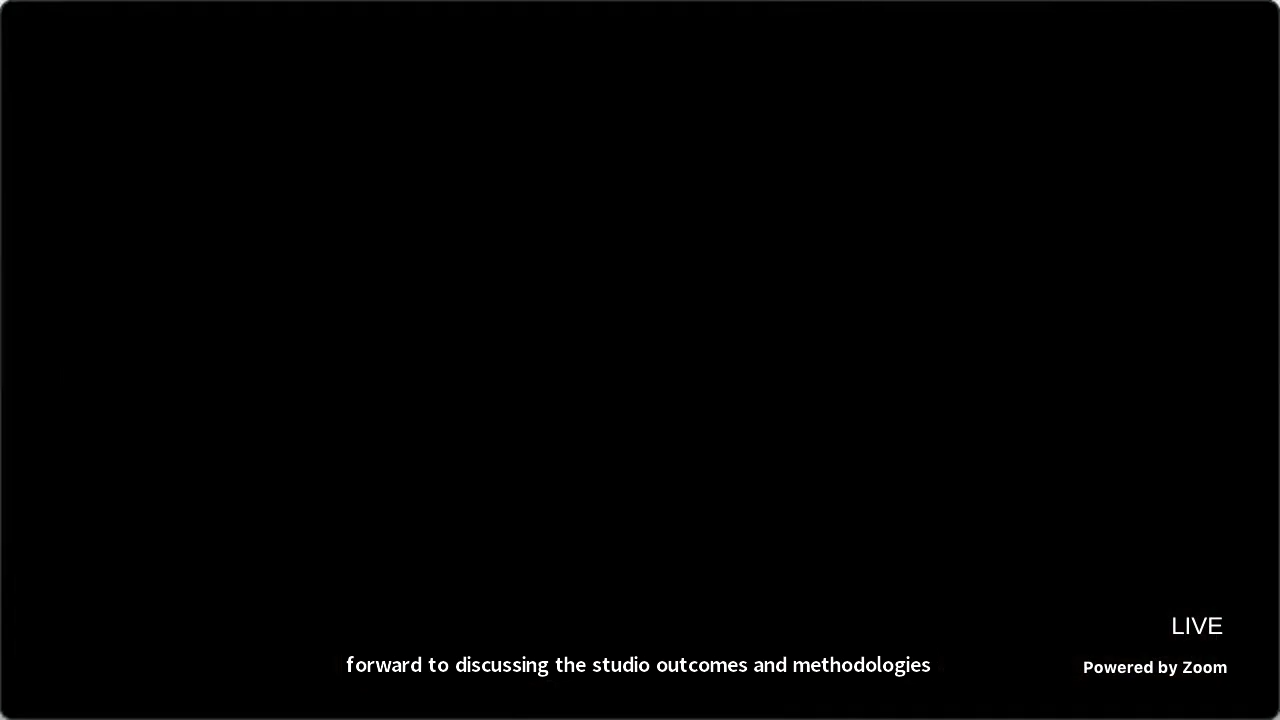 LIVE
forward to discussing the studio outcomes and methodologies
Powered by Zoom